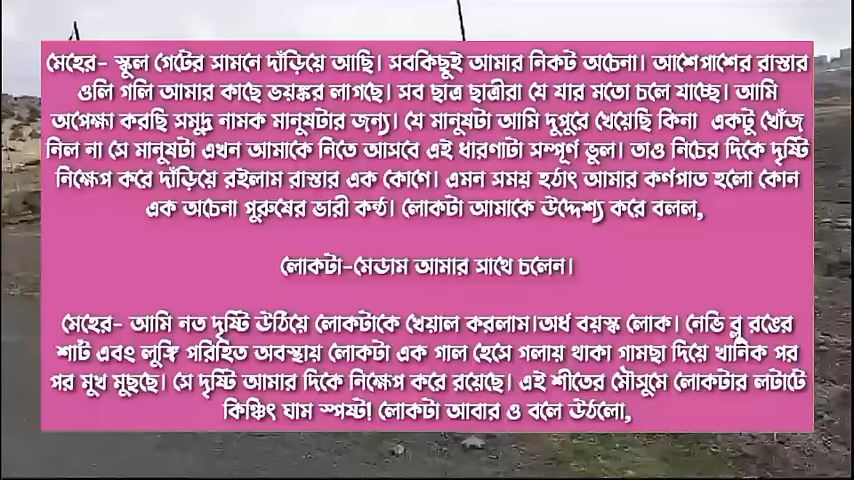 মেহের- স্কুল গেটের সামনে দাঁড়িয়ে আছি। সবকিছুই আমার নিকট অচেনা। আশেপাশের রাস্তার
ওলি গলি আমার কাছে ভয়ঙ্কর লাগছে। সব ছাত্র ছাত্রীরা যে যার মতো চলে যাচ্ছে। আমি
অপেক্ষা করছি সমুদ্র নামক মানুষটার জন্য। যে মানুষটা আমি দুপুরে খেয়েছি কিনা একটু খোঁজ
নিল না সে মানুষটা এখন আমাকে নিতে আসবে এই ধারণাটা সম্পূর্ণ ভুল। তাও নিচের দিকে দৃষ্টি
নিক্ষেপ করে দাঁড়িয়ে রইলাম রাস্তার এক কোণে। এমন সময় হঠাৎ আমার কর্ণপাত হলো কোন
এক অচেনা পুরুষের ভারী কন্ঠ। লোকটা আমাকে উদ্দেশ্য করে বলল,
লোকটা-মেডাম আমার সাথে চলেন।
মেহের- আমি নত দৃষ্টি উঠিয়ে লোকটাকে খেয়াল করলাম।অর্ধ বয়স্ক লোক। নেভি ব্লু রঙের
শার্ট এবং লুঙ্গি পরিহিত অবস্থায় লোকটা এক গাল হেসে গলায় থাকা গামছা দিয়ে খানিক পর
পর মুখ মুছছে। সে দৃষ্টি আমার দিকে নিক্ষেপ করে রয়েছে। এই শীতের মৌসুমে লোকটার লটাটে
কিঞ্চিৎ ঘাম স্পষ্ট! লোকটা আবার ও বলে উঠলো,